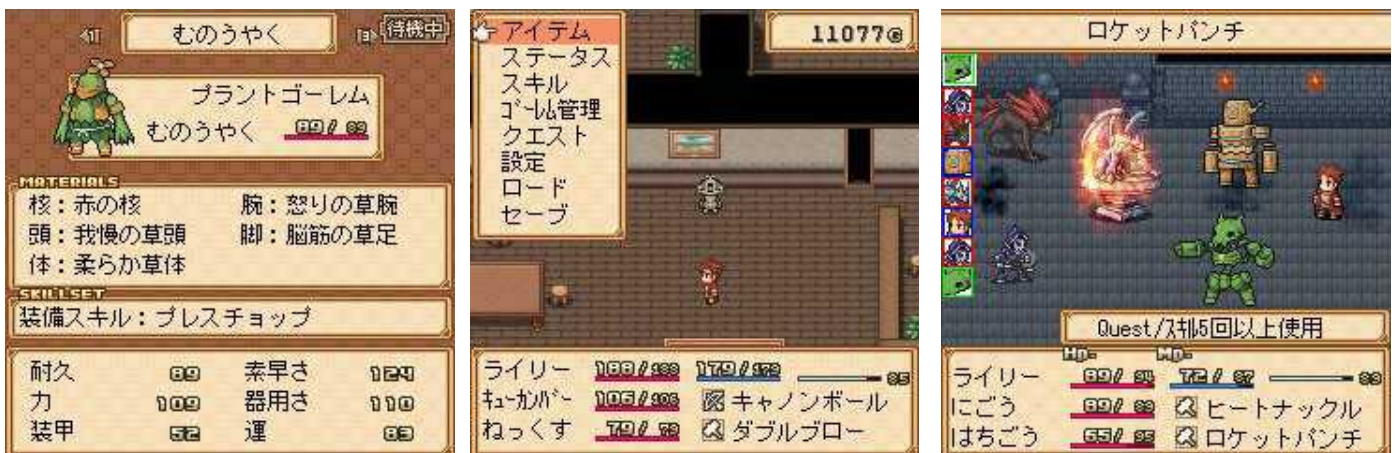 むのうやく
待機中
プラントゴーレム
むのうやく 89/89
MATERIALS
核：赤の核 腕：怒りの草腕
頭：我慢の草頭 脚：脳筋の草足
体：柔らか草体
SKILLSET
装備スキル：プレスチョップ
耐久 89 素早さ 124
力 109 器用さ 110
装甲 52 運 83
アイテム
ステータス
スキル
ｺﾞｰﾚﾑ管理
クエスト
設定
ロード
セーブ
11077G
ライリー
ｷｭｰｶﾝﾊﾞｰ キャノンボール
ねっくす ダブルブロー
ロケットパンチ
Quest/ｽｷﾙ5回以上使用
HP- MP-
ライリー
にごう ヒートナックル
はちごう ロケットパンチ